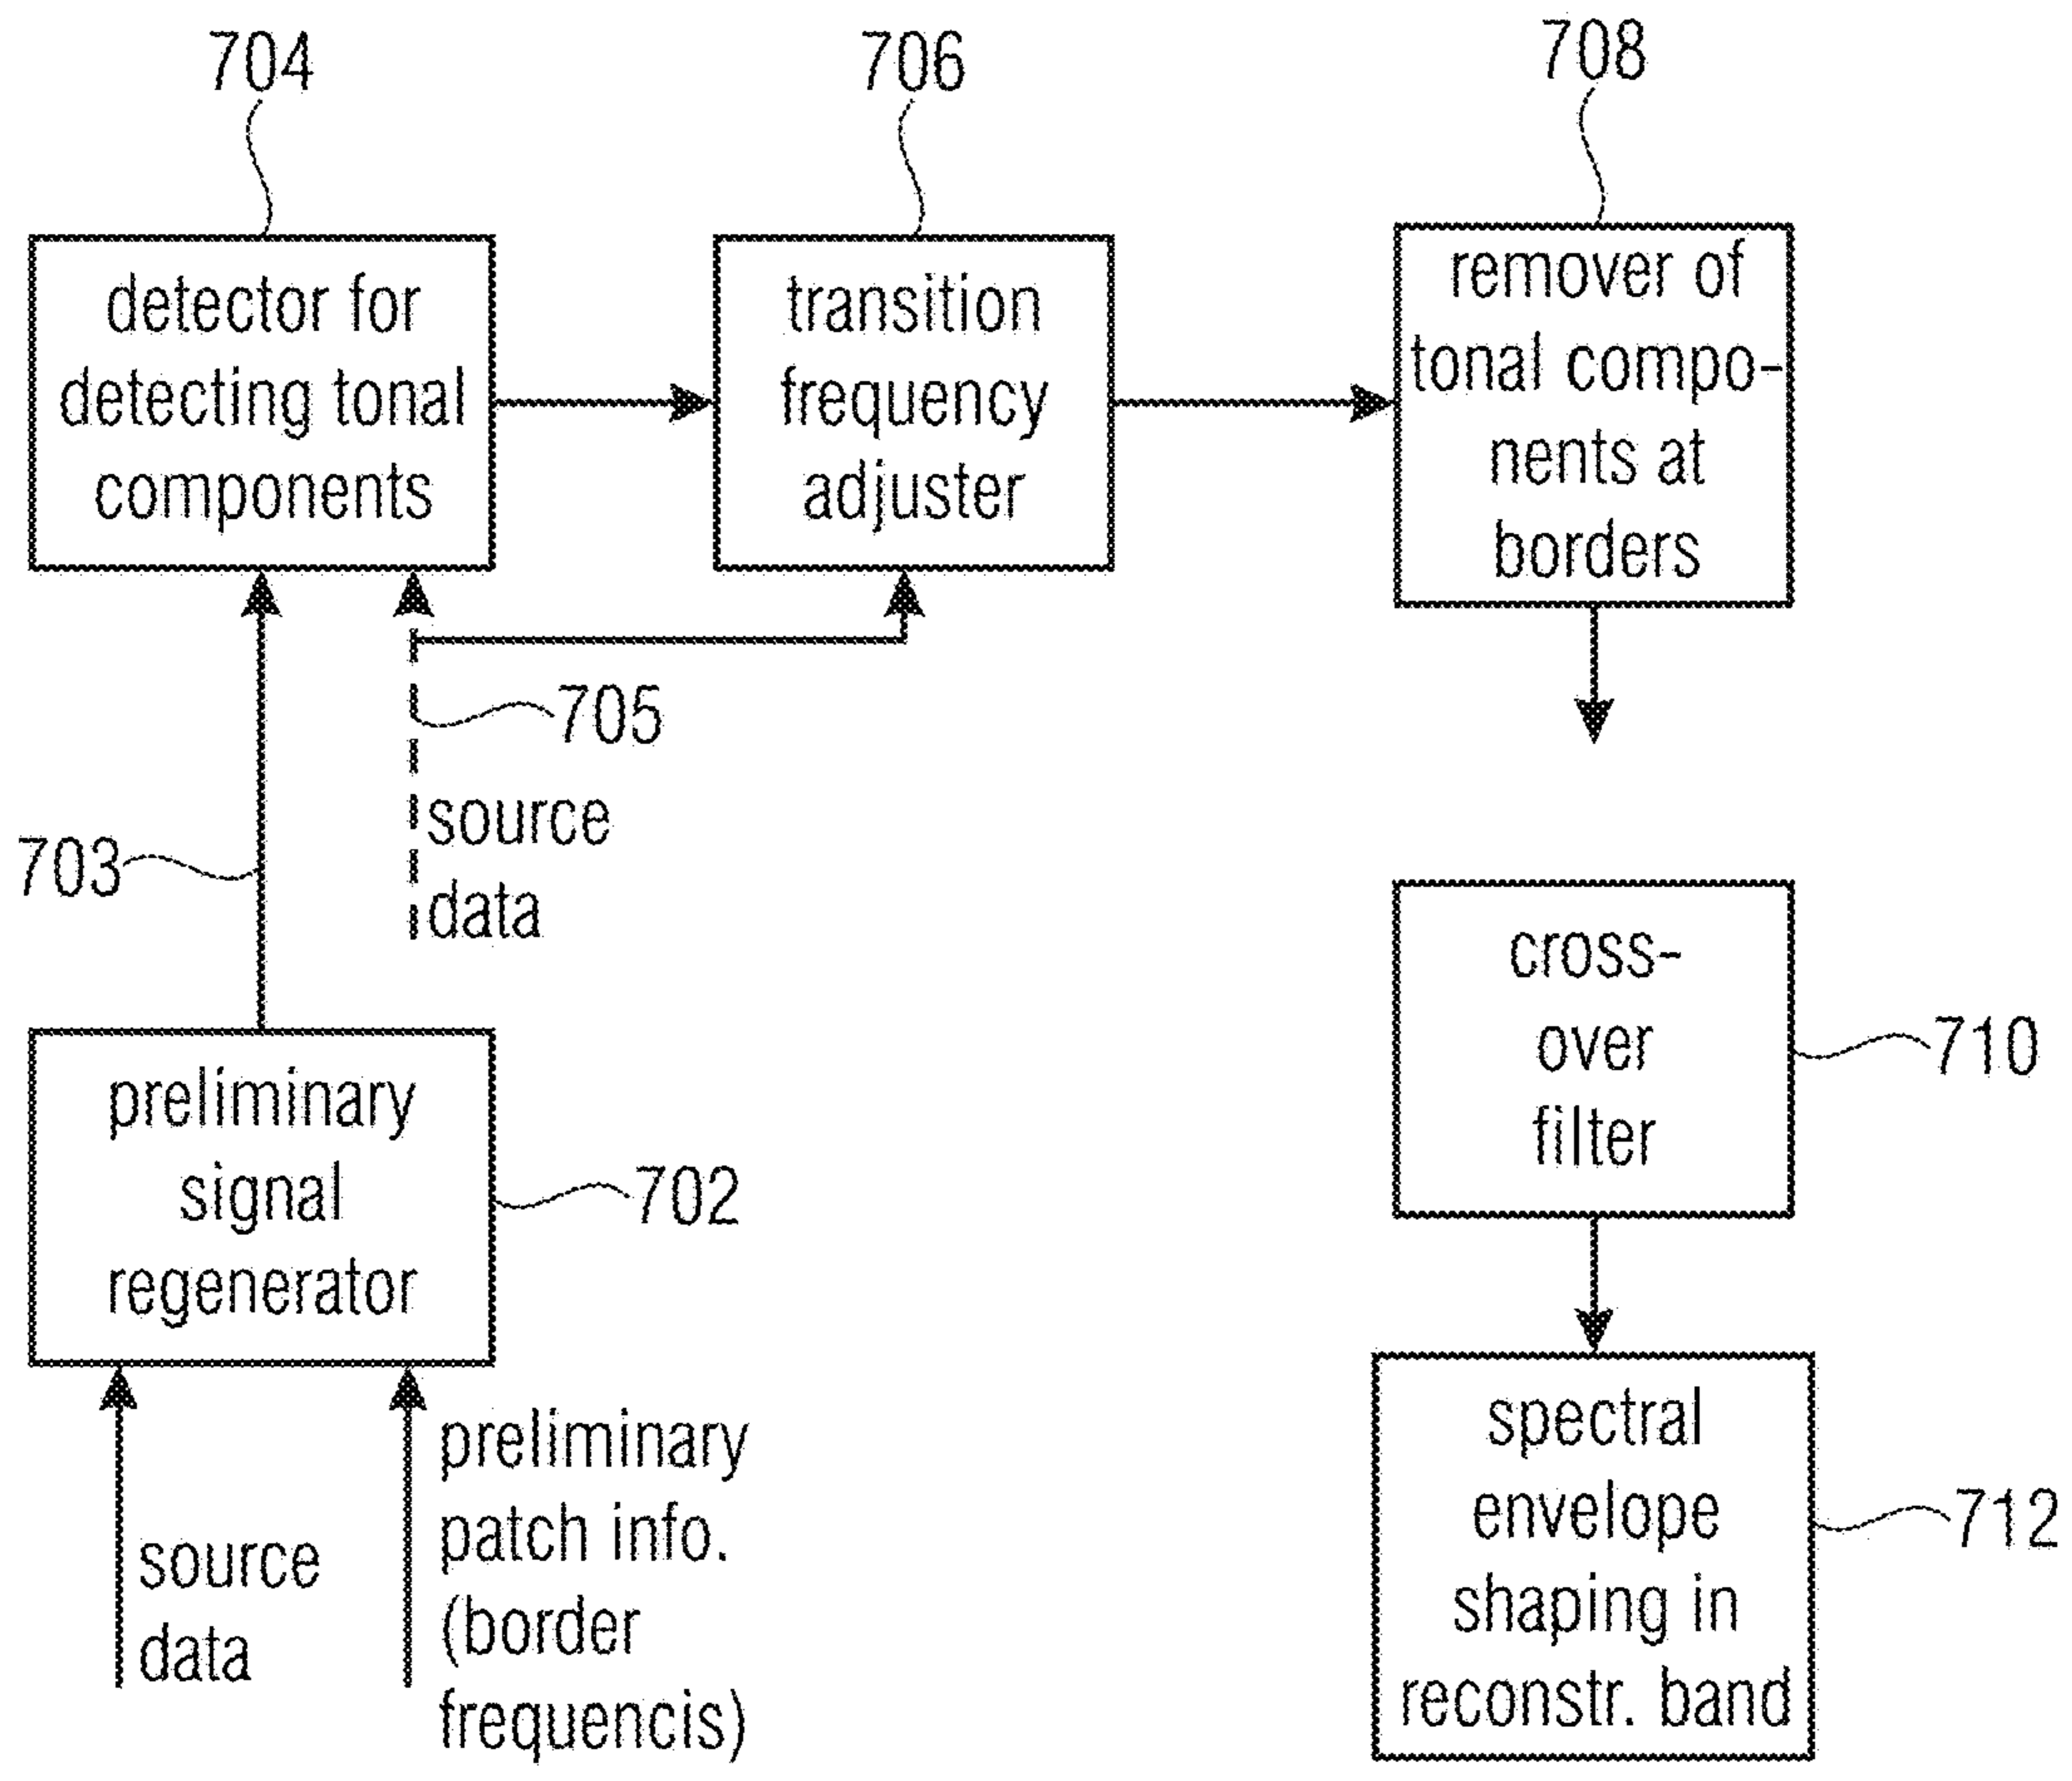 704
706
708
detector for
detecting tonal
components
transition
frequency
adjuster
remover of
tonal compo-
nents at
borders
705
source
data
703
cross-
over
filter
710
preliminary
signal
regenerator
702
source
data
preliminary
patch info.
(border
frequencis)
spectral
envelope
shaping in
reconstr. band
712